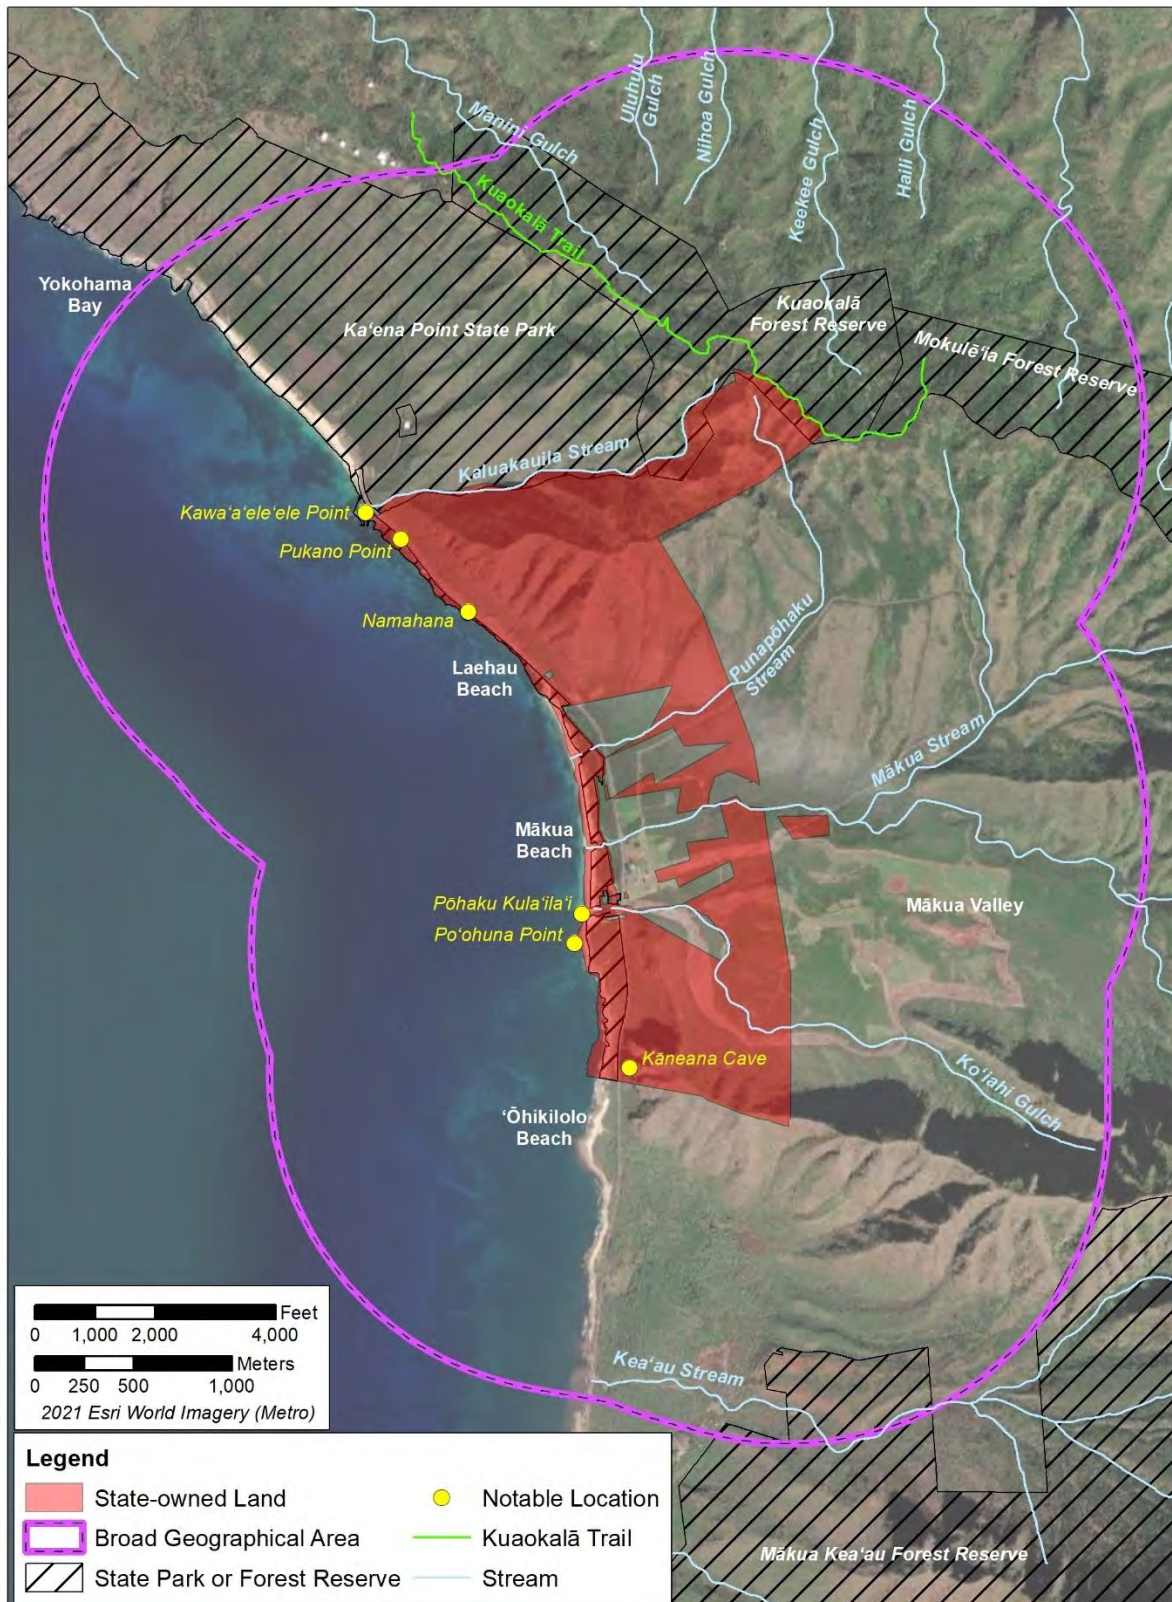 Uluhulu
Gulch
Nihoa Gulch
Manini Gulch
Keekee Gulch
Haili Gulch
Kuaokalā Trail
Yokohama
Bay
Ka‘ena Point State Park
Kuaokalā
Forest Reserve
Mokulē‘ia Forest Reserve
Kaluakauila Stream
Kawa‘a‘ele‘ele Point
Pukano Point
Namahana
Laehau
Beach
Punapōhaku
Stream
Mākua Stream
Mākua
Beach
Pōhaku Kula‘ila‘i
Po‘ohuna Point
Mākua Valley
Kāneana Cave
Ko‘iahi Gulch
‘Ōhikilolo
Beach
Kea‘au Stream
Feet
0 1,000 2,000 4,000
Meters
0 250 500 1,000
2021 Esri World Imagery (Metro)
Legend
State-owned Land
Broad Geographical Area
State Park or Forest Reserve
Notable Location
Kuaokalā Trail
Stream
Mākua Kea‘au Forest Reserve